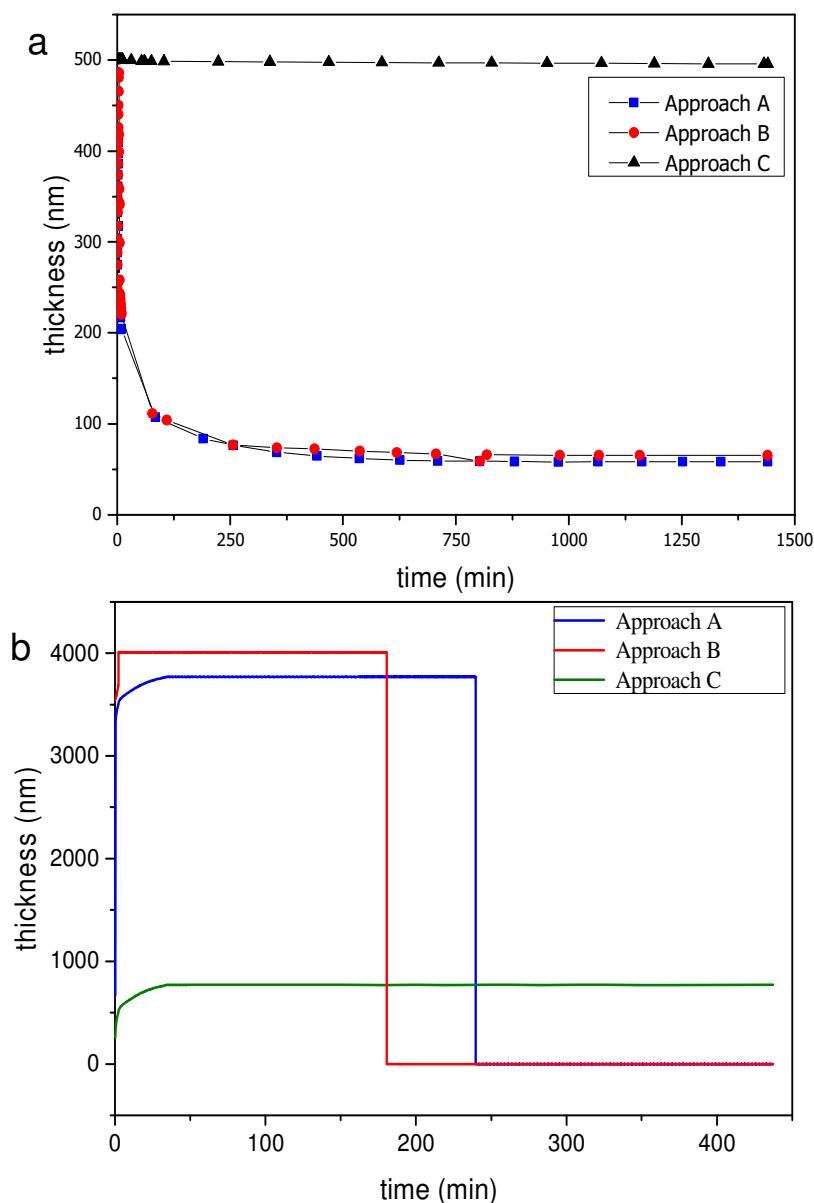 a
500
400
300
200
100
0
thickness (nm)
Approach A
Approach B
Approach C
0 250 500 750 1000 1250 1500
time (min)
b
4000
3000
2000
1000
0
thickness (nm)
Approach A
Approach B
Approach C
0 100 200 300 400
time (min)